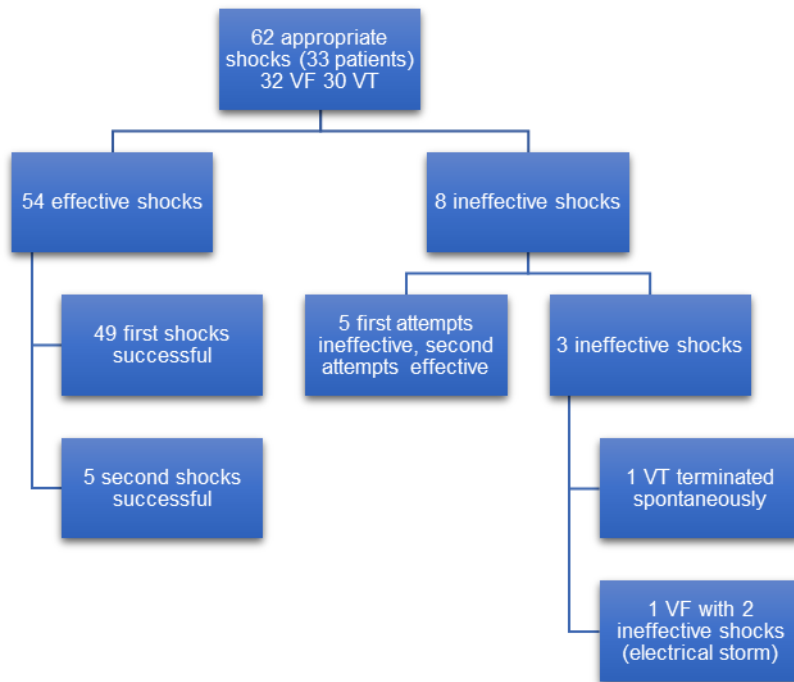 62 appropriate
shocks (33 patients)
32 VF 30 VT
54 effective shocks
8 ineffective shocks
49 first shocks
successful
5 first attempts
ineffective, second
attempts effective
3 ineffective shocks
5 second shocks
successful
1 VT terminated
spontaneously
1 VF with 2
ineffective shocks
(electrical storm)